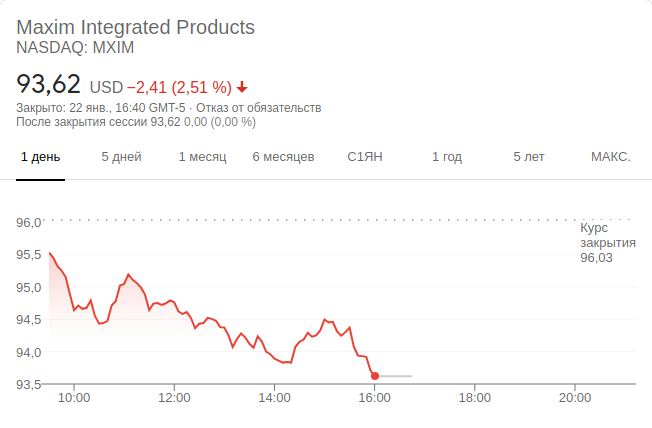 Maxim Integrated Products
NASDAQ: MXIM
93,62 USD −2,41 (2,51 %)
Закрыто: 22 янв., 16:40 GMT-5 · Отказ от обязательств
После закрытия сессии 93,62 0,00 (0,00 %)
1 день 5 дней 1 месяц 6 месяцев С1ЯН 1 год 5 лет МАКС.
96,0
Курс
закрытия
96,03
95,5
95,0
94,5
94,0
93,5
10:00 12:00 14:00 16:00 18:00 20:00